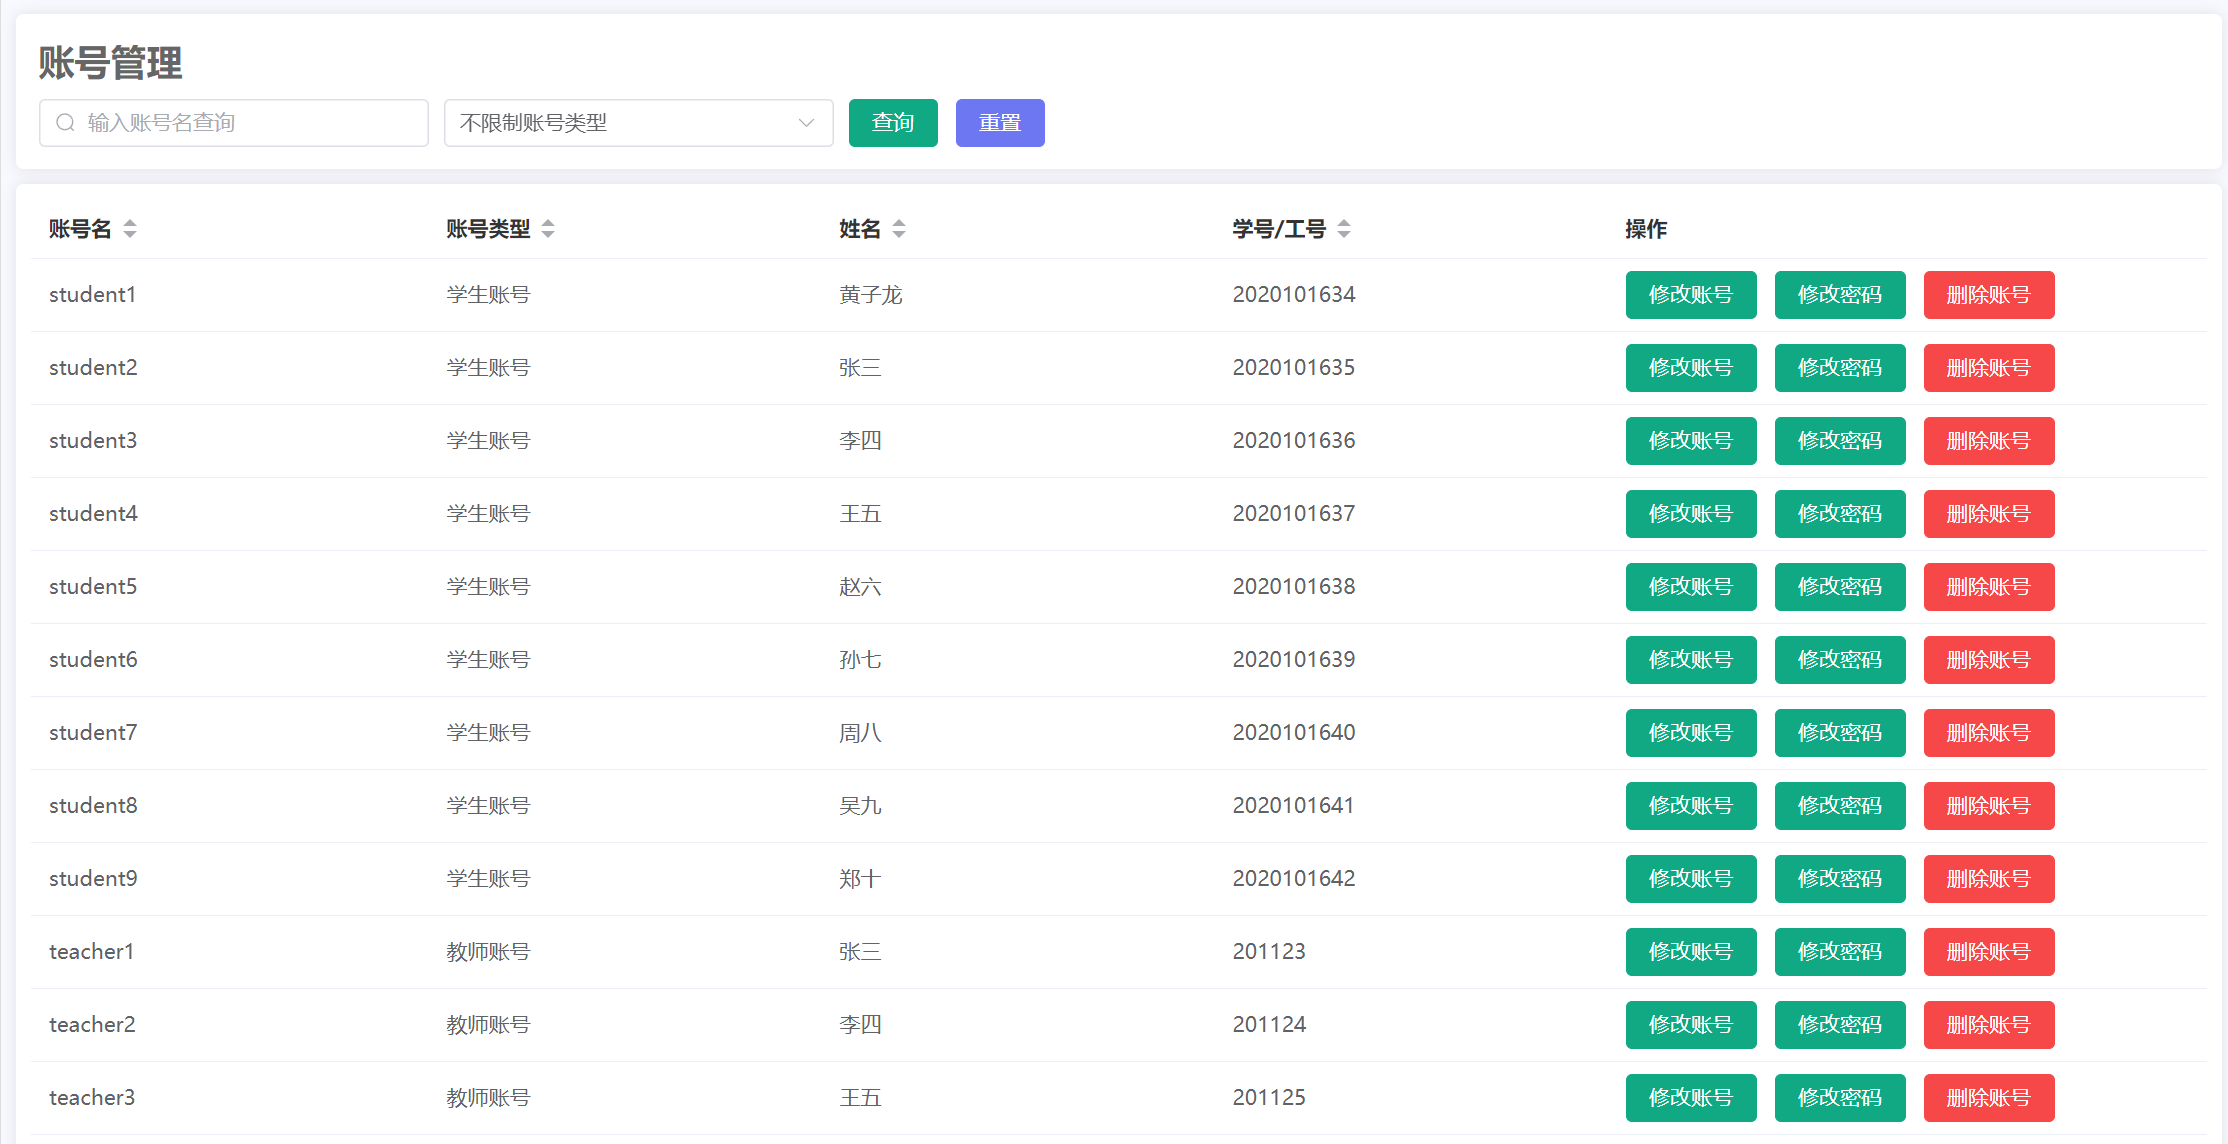 账号管理
输入账号名查询 不限制账号类型 查询 重置
账号名 账号类型 姓名 学号/工号 操作
student1 学生账号 黄子龙 2020101634 修改账号 修改密码 删除账号
student2 学生账号 张三 2020101635 修改账号 修改密码 删除账号
student3 学生账号 李四 2020101636 修改账号 修改密码 删除账号
student4 学生账号 王五 2020101637 修改账号 修改密码 删除账号
student5 学生账号 赵六 2020101638 修改账号 修改密码 删除账号
student6 学生账号 孙七 2020101639 修改账号 修改密码 删除账号
student7 学生账号 周八 2020101640 修改账号 修改密码 删除账号
student8 学生账号 吴九 2020101641 修改账号 修改密码 删除账号
student9 学生账号 郑十 2020101642 修改账号 修改密码 删除账号
teacher1 教师账号 张三 201123 修改账号 修改密码 删除账号
teacher2 教师账号 李四 201124 修改账号 修改密码 删除账号
teacher3 教师账号 王五 201125 修改账号 修改密码 删除账号